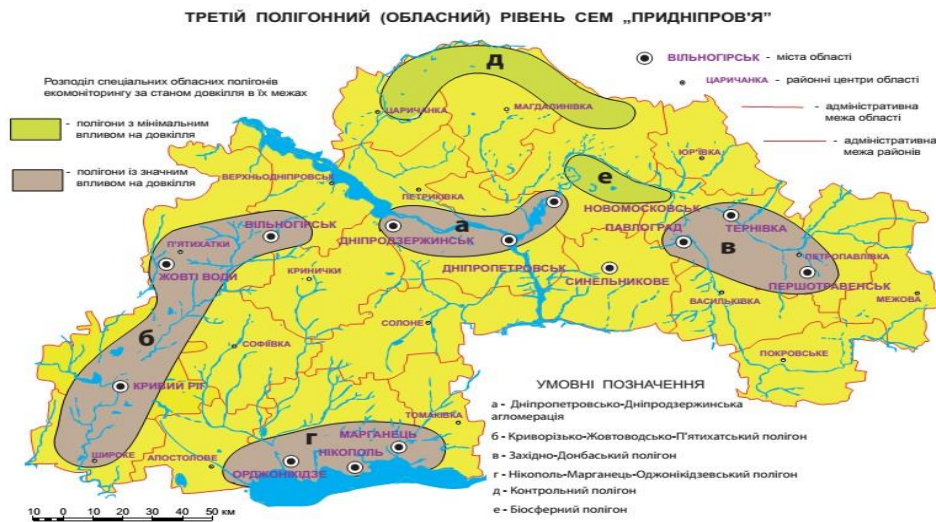 ТРЕТІЙ ПОЛІГОННИЙ (ОБЛАСНИЙ) РІВЕНЬ СЕМ „ПРИДНІПРОВ'Я”
Розподіл спеціальних обласних полігонів
екомоніторингу за станом довкілля в їх межах
- полігони з мінімальним
впливом на довкілля
- полігони із значним
впливом на довкілля
ВІЛЬНОГІРСЬК - міста області
ЦАРИЧАНКА - районні центри області
- адміністративна
межа області
- адміністративна
межа районів
д
ЦАРИЧАНКА
МАГДАЛИНІВКА
ЮР'ЇВКА
ВЕРХНЬОДНІПРОВСЬК
ПЕТРИКІВКА
е
НОВОМОСКОВСЬК
ПАВЛОГРАД
ТЕРНІВКА
в
ПЕТРОПАВЛІВКА
ПЕРШОТРАВЕНСЬК
ВІЛЬНОГІРСЬК
а
ДНІПРОДЗЕРЖИНСЬК
П'ЯТИХАТКИ
ЖОВТІ ВОДИ
КРИНИЧКИ
ДНІПРОПЕТРОВСЬК
СИНЕЛЬНИКОВЕ
ВАСИЛЬКІВКА
МЕЖОВА
б
СОФІЇВКА
СОЛОНЕ
ПОКРОВСЬКЕ
КРИВИЙ РІГ
ТОМАКІВКА
г
МАРГАНЕЦЬ
НІКОПОЛЬ
ОРДЖОНІКІДЗЕ
ШИРОКЕ
АПОСТОЛОВЕ
УМОВНІ ПОЗНАЧЕННЯ
а - Дніпропетровсько-Дніпродзержинська
агломерація
б - Криворізько-Жовтоводсько-П'ятихатський полігон
в - Західно-Донбаський полігон
г - Нікополь-Марганець-Оджонікідзевський полігон
д - Контрольний полігон
е - Біосферний полігон
10 0 10 20 30 40 50 км